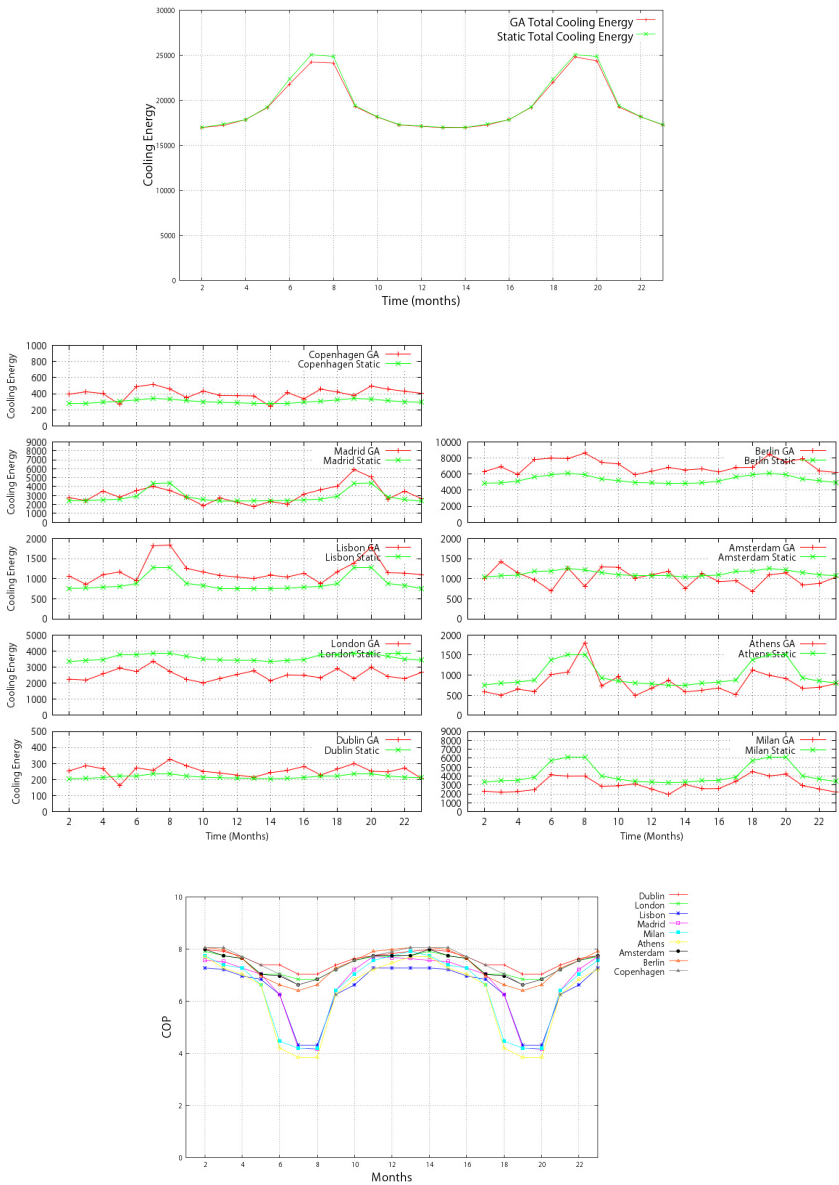 GA Total Cooling Energy
Static Total Cooling Energy
30000
25000
20000
15000
10000
5000
0
Cooling Energy
2 4 6 8 10 12 14 16 18 20 22
Time (months)
Copenhagen GA
Copenhagen Static
1000
800
600
400
200
0
Cooling Energy
Madrid GA
Madrid Static
9000
8000
7000
6000
5000
4000
3000
2000
1000
0
Cooling Energy
Berlin GA
Berlin Static
10000
8000
6000
4000
2000
0
Lisbon GA
Lisbon Static
2000
1500
1000
500
0
Cooling Energy
Amsterdam GA
Amsterdam Static
2000
1500
1000
500
0
London GA
London Static
5000
4000
3000
2000
1000
0
Cooling Energy
Athens GA
Athens Static
2000
1500
1000
500
0
Dublin GA
Dublin Static
500
400
300
200
100
0
Cooling Energy
2 4 6 8 10 12 14 16 18 20 22
Time (Months)
Milan GA
Milan Static
9000
8000
7000
6000
5000
4000
3000
2000
1000
0
2 4 6 8 10 12 14 16 18 20 22
Time (Months)
10
8
6
4
2
0
COP
2 4 6 8 10 12 14 16 18 20 22
Months
Dublin
London
Lisbon
Madrid
Milan
Athens
Amsterdam
Berlin
Copenhagen